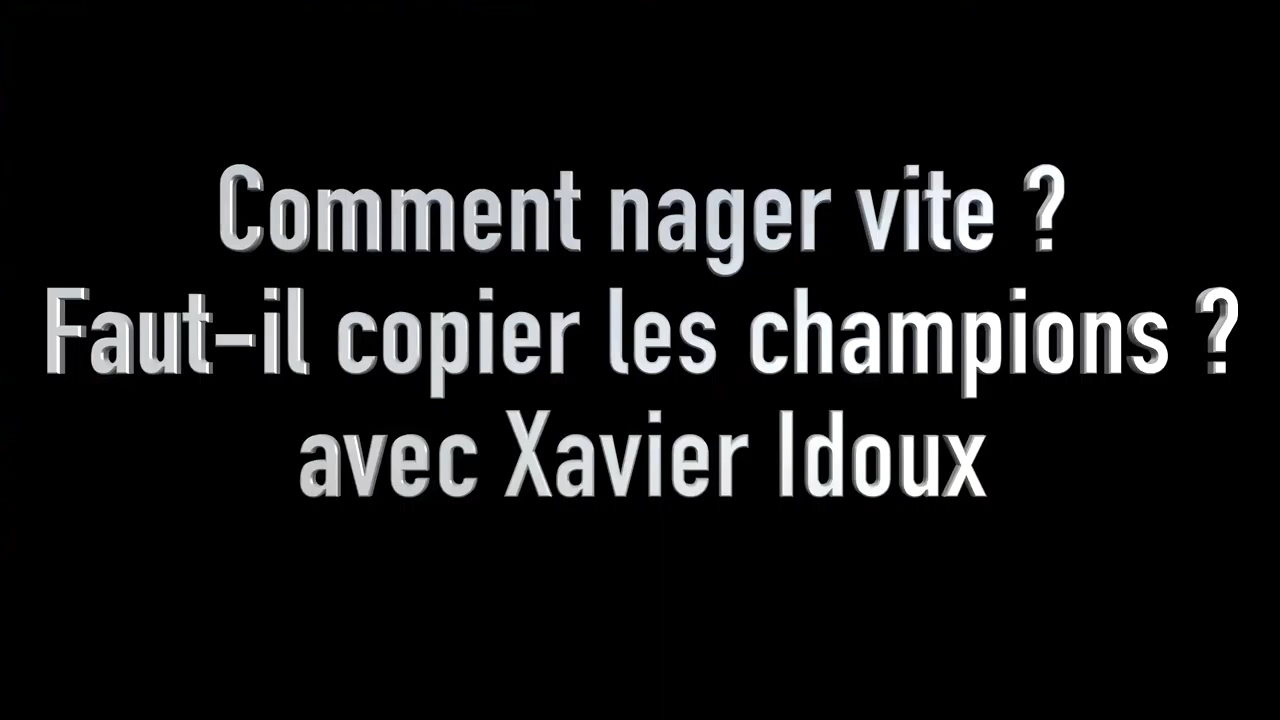 Comment nager vite ?
Faut-il copier les champions ?
avec Xavier Idoux